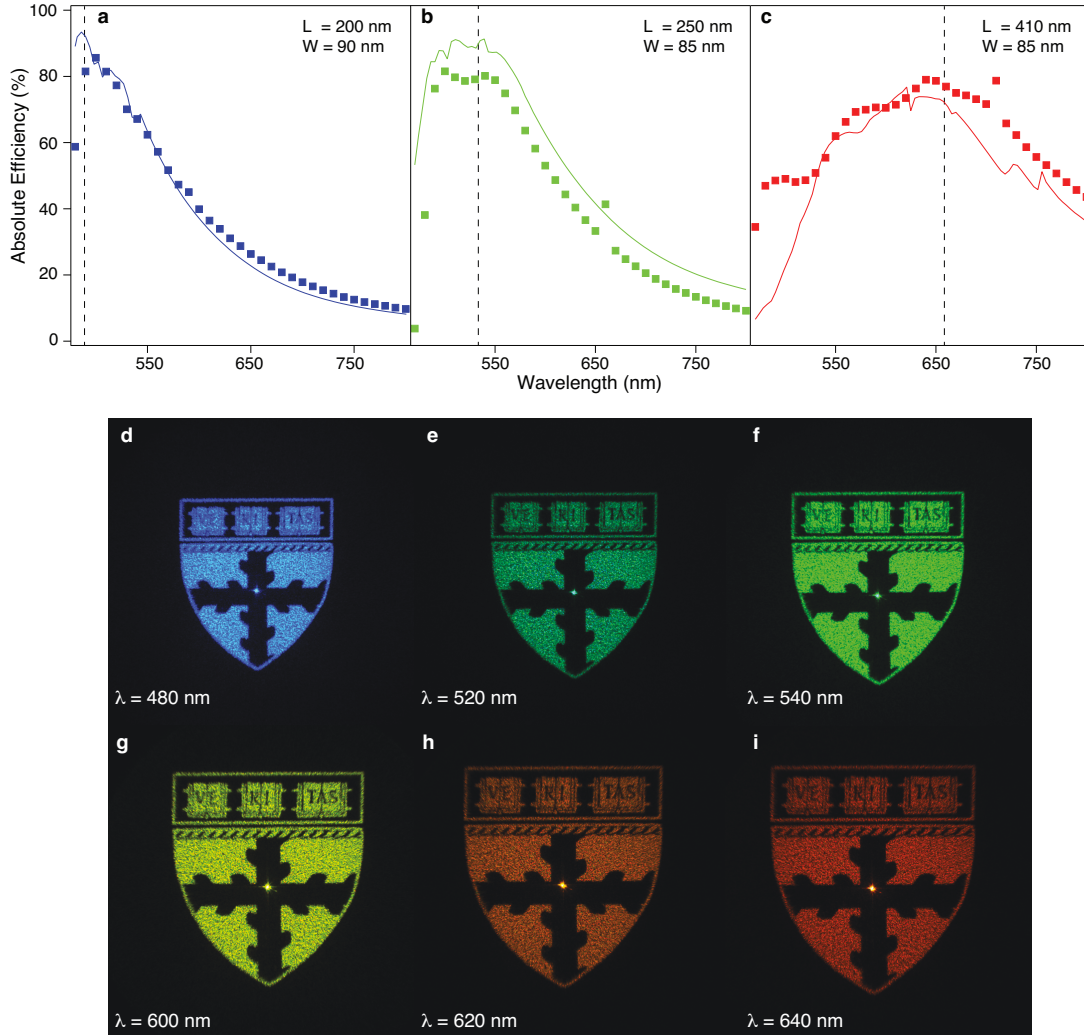 a
L = 200 nm
W = 90 nm
b
L = 250 nm
W = 85 nm
c
L = 410 nm
W = 85 nm
Absolute Efficiency (%)
100
80
60
40
20
0
550
650
750
550
650
750
550
650
750
Wavelength (nm)
d
VE RI TAS
λ = 480 nm
e
VE RI TAS
λ = 520 nm
f
VE RI TAS
λ = 540 nm
g
VE RI TAS
λ = 600 nm
h
VE RI TAS
λ = 620 nm
i
VE RI TAS
λ = 640 nm